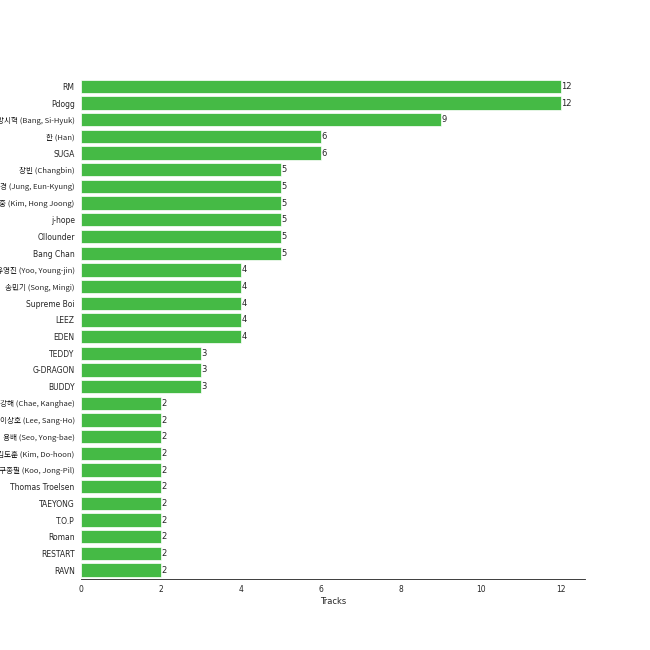 RM 12
Pdogg 12
방시혁 (Bang, Si-Hyuk) 9
한 (Han) 6
SUGA 6
창빈 (Changbin) 5
경 (Jung, Eun-Kyung) 5
중 (Kim, Hong Joong) 5
j-hope 5
Ollounder 5
Bang Chan 5
유영진 (Yoo, Young-jin) 4
송민기 (Song, Mingi) 4
Supreme Boi 4
LEEZ 4
EDEN 4
TEDDY 3
G-DRAGON 3
BUDDY 3
강해 (Chae, Kanghae) 2
이상호 (Lee, Sang-Ho) 2
용배 (Seo, Yong-bae) 2
김도훈 (Kim, Do-hoon) 2
구종필 (Koo, Jong-Pil) 2
Thomas Troelsen 2
TAEYONG 2
T.O.P 2
Roman 2
RESTART 2
RAVN 2
0 2 4 6 8 10 12
Tracks